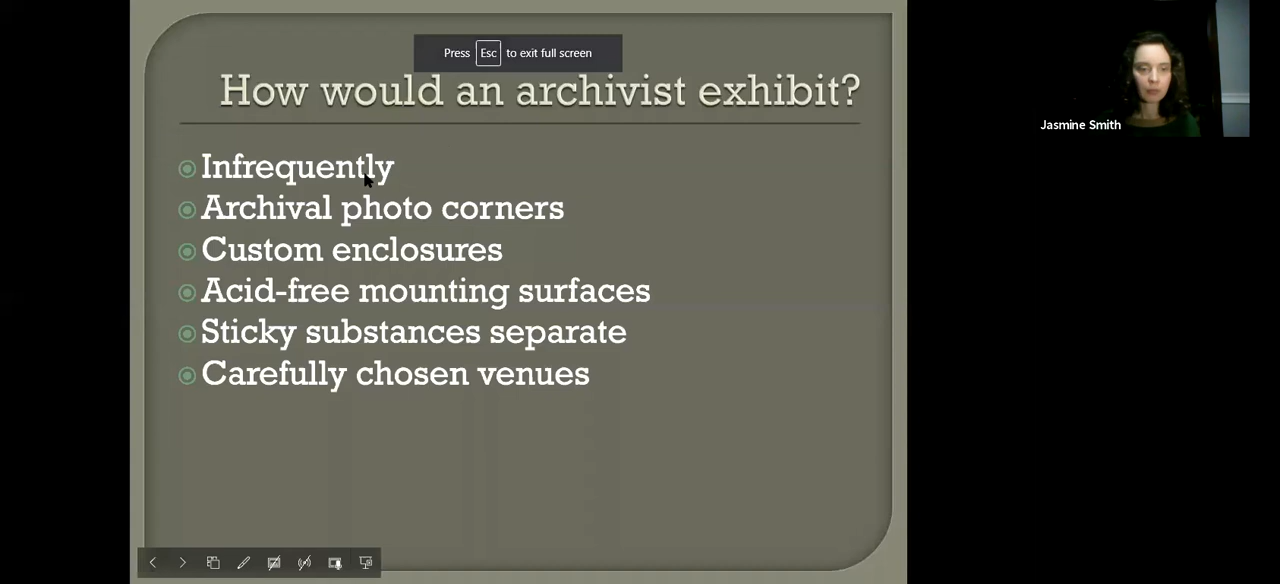 Press Esc to exit full screen
How would an archivist exhibit?
Infrequently
Archival photo corners
Custom enclosures
Acid-free mounting surfaces
Sticky substances separate
Carefully chosen venues
Jasmine Smith